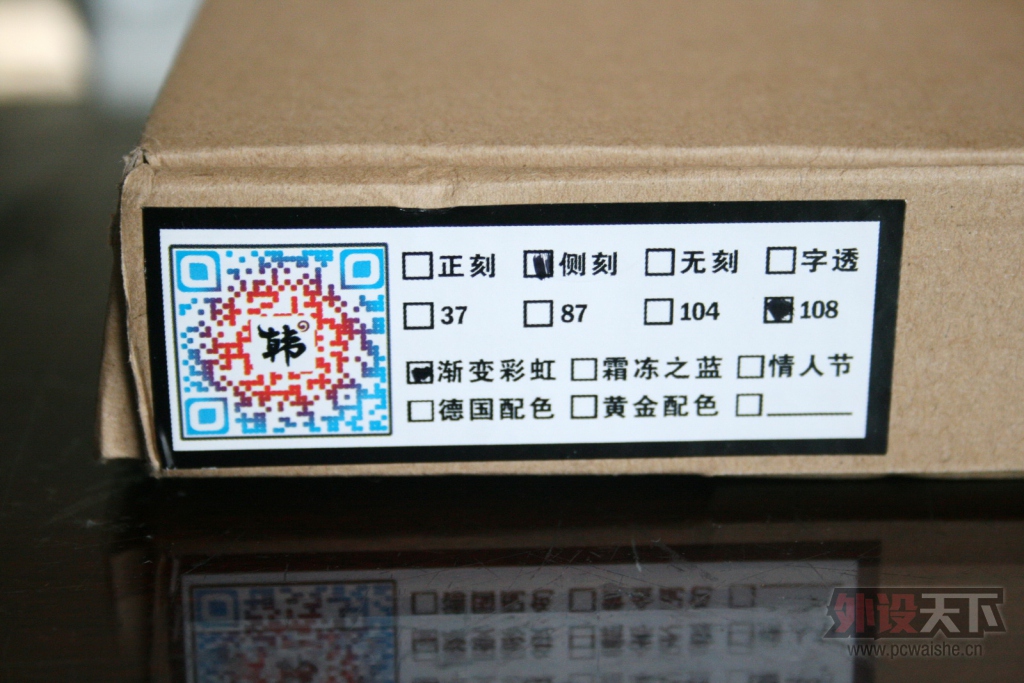 韩
□正刻 □侧刻 □无刻 □字透
□37 □87 □104 □108
□渐变彩虹 □霜冻之蓝 □情人节
□德国配色 □黄金配色 □________
外设天下
www.pcwaishe.cn